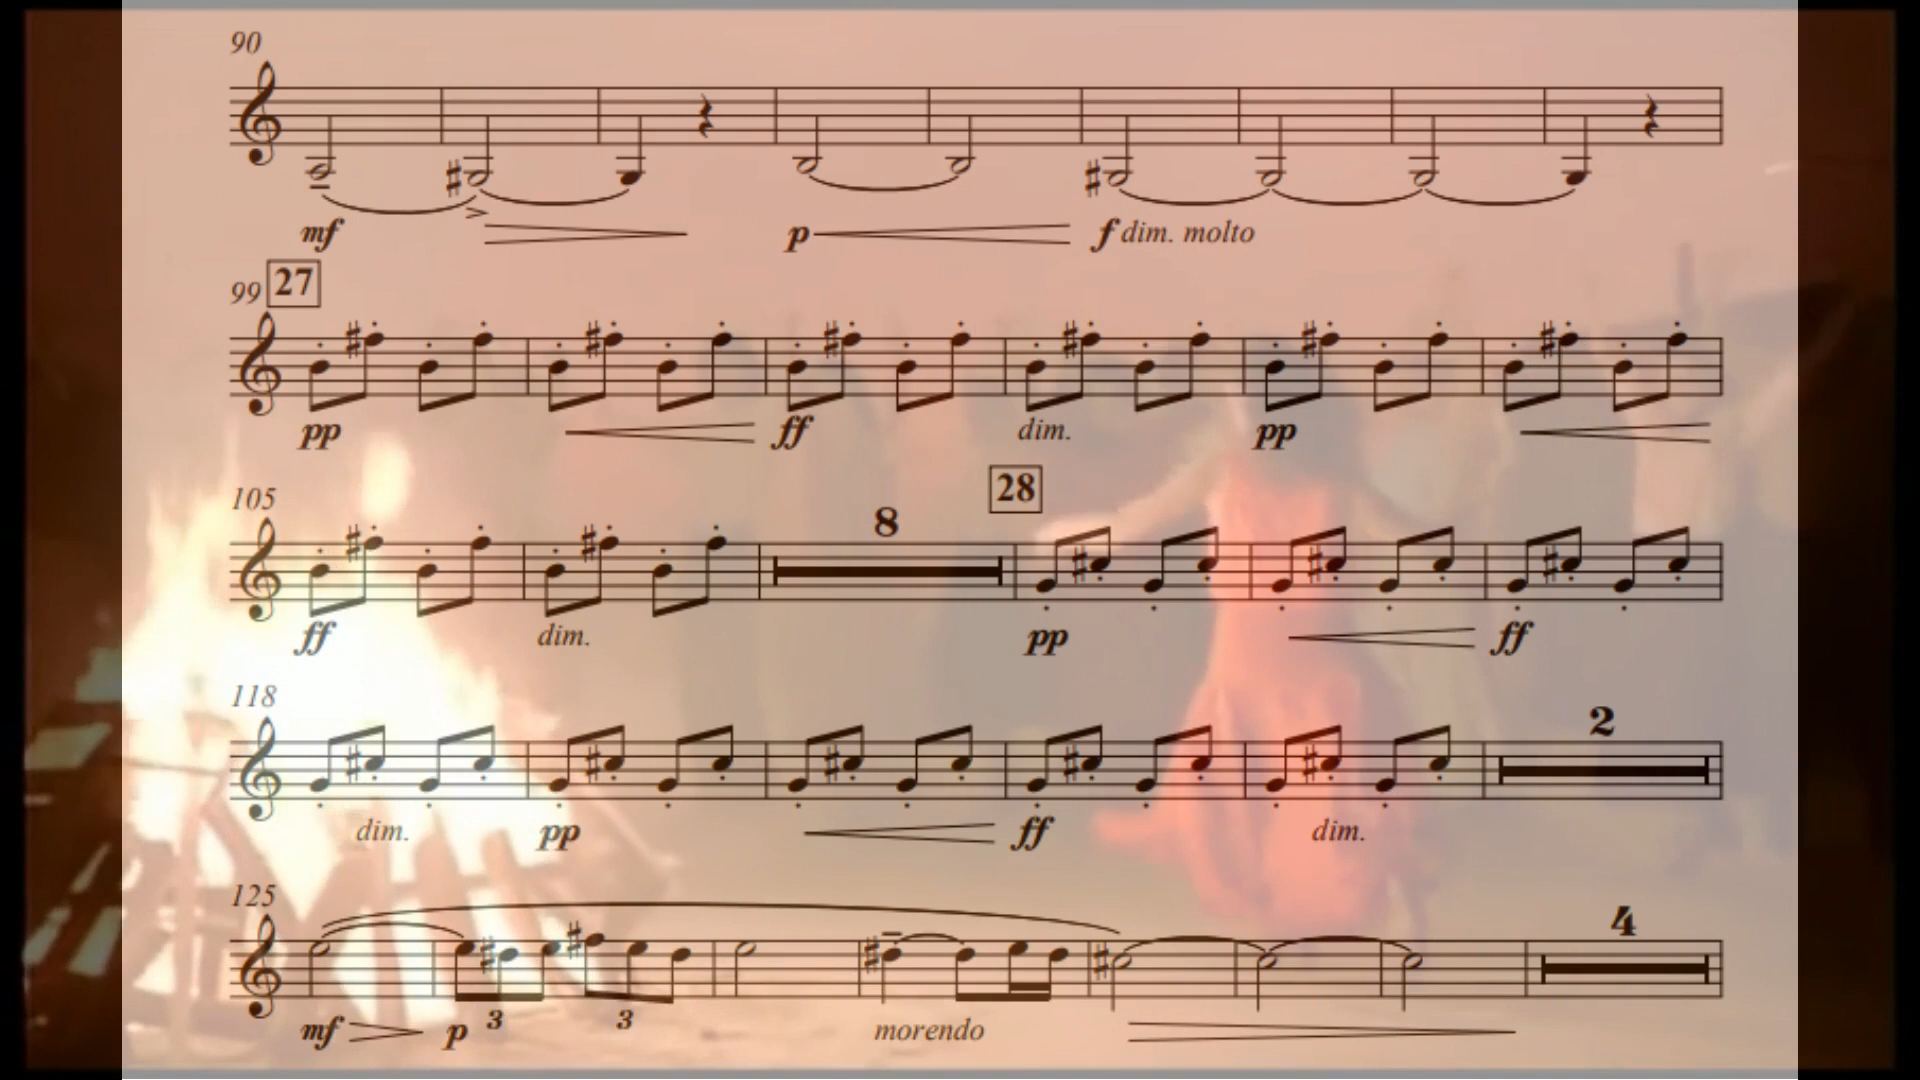 90
mf p f dim. molto
99 27
pp ff dim. pp
105 8 28
ff dim. pp ff
118 2
dim. pp ff dim.
125 4
mf p 3 3 morendo